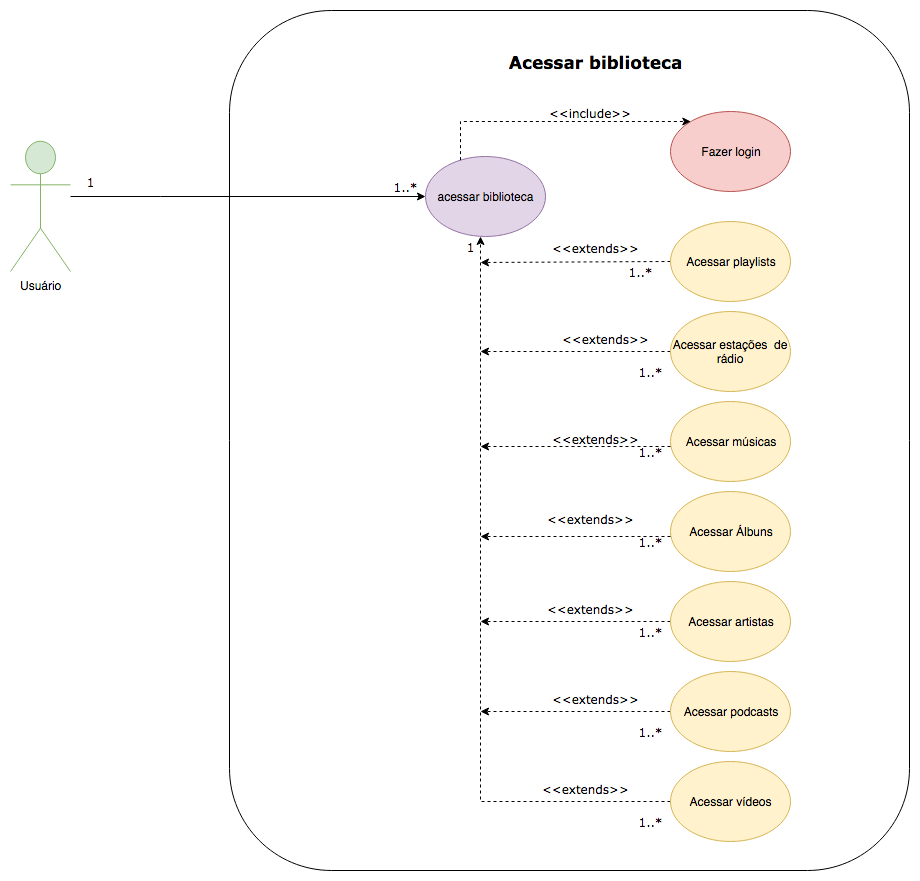 Acessar biblioteca
<<include>>
Fazer login
1
1..*
acessar biblioteca
Usuário
1
<<extends>>
1..*
Acessar playlists
<<extends>>
1..*
Acessar estações  de
rádio
<<extends>>
1..*
Acessar músicas
<<extends>>
1..*
Acessar Álbuns
<<extends>>
1..*
Acessar artistas
<<extends>>
1..*
Acessar podcasts
<<extends>>
1..*
Acessar vídeos